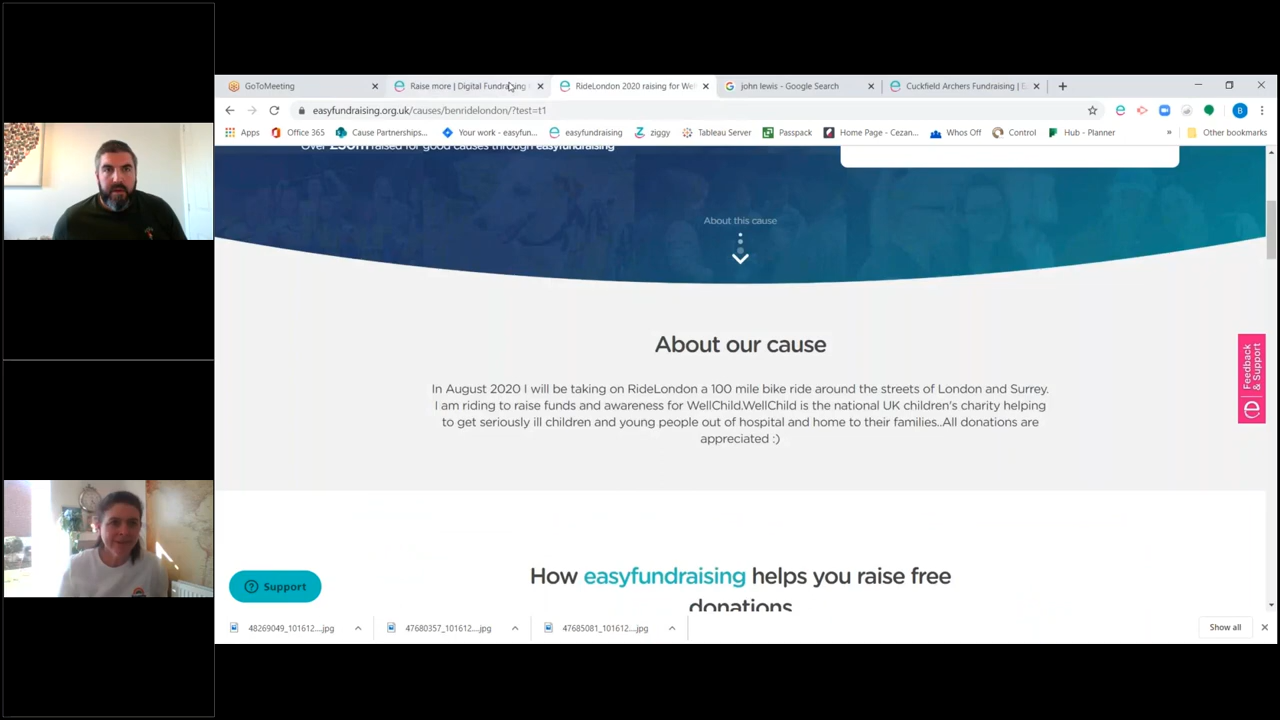 GoToMeeting
Raise more | Digital Fundraising
RideLondon 2020 raising for Wel
john lewis - Google Search
Cuckfield Archers Fundraising | E
easyfundraising.org.uk/causes/benridelondon/?test=t1
B
Apps
Office 365
Cause Partnerships...
Your work - easyfun...
easyfundraising
ziggy
Tableau Server
Passpack
Home Page - Cezan...
Whos Off
Control
Hub - Planner
»
Other bookmarks
Over £30m raised for good causes through easyfundraising
About this cause
About our cause
In August 2020 I will be taking on RideLondon a 100 mile bike ride around the streets of London and Surrey.
I am riding to raise funds and awareness for WellChild.WellChild is the national UK children's charity helping
to get seriously ill children and young people out of hospital and home to their families..All donations are
appreciated :)
Feedback
& Support
How easyfundraising helps you raise free
donations
Support
48269049_101612....jpg
47680357_101612....jpg
47685081_101612....jpg
Show all